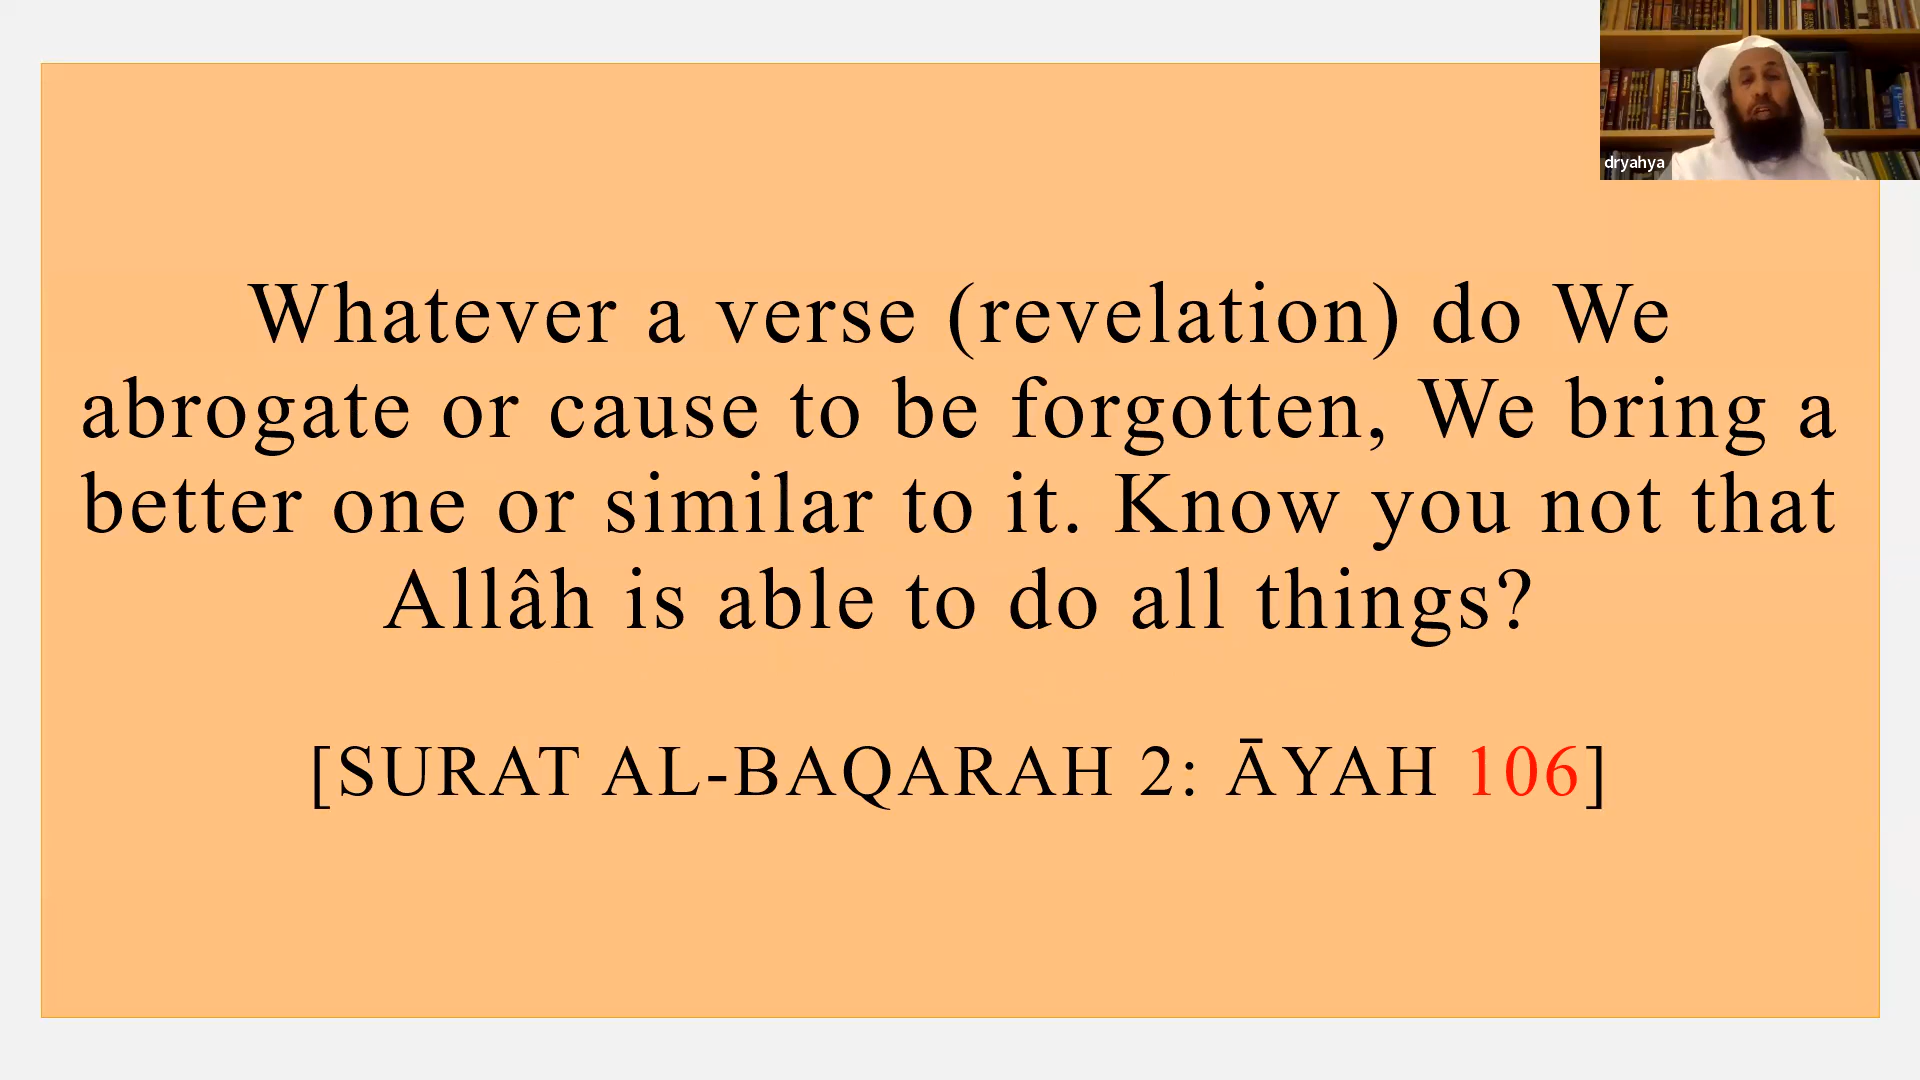 dryahya
Whatever a verse (revelation) do We
abrogate or cause to be forgotten, We bring a
better one or similar to it. Know you not that
Allâh is able to do all things?
[SURAT AL-BAQARAH 2: ĀYAH 106]